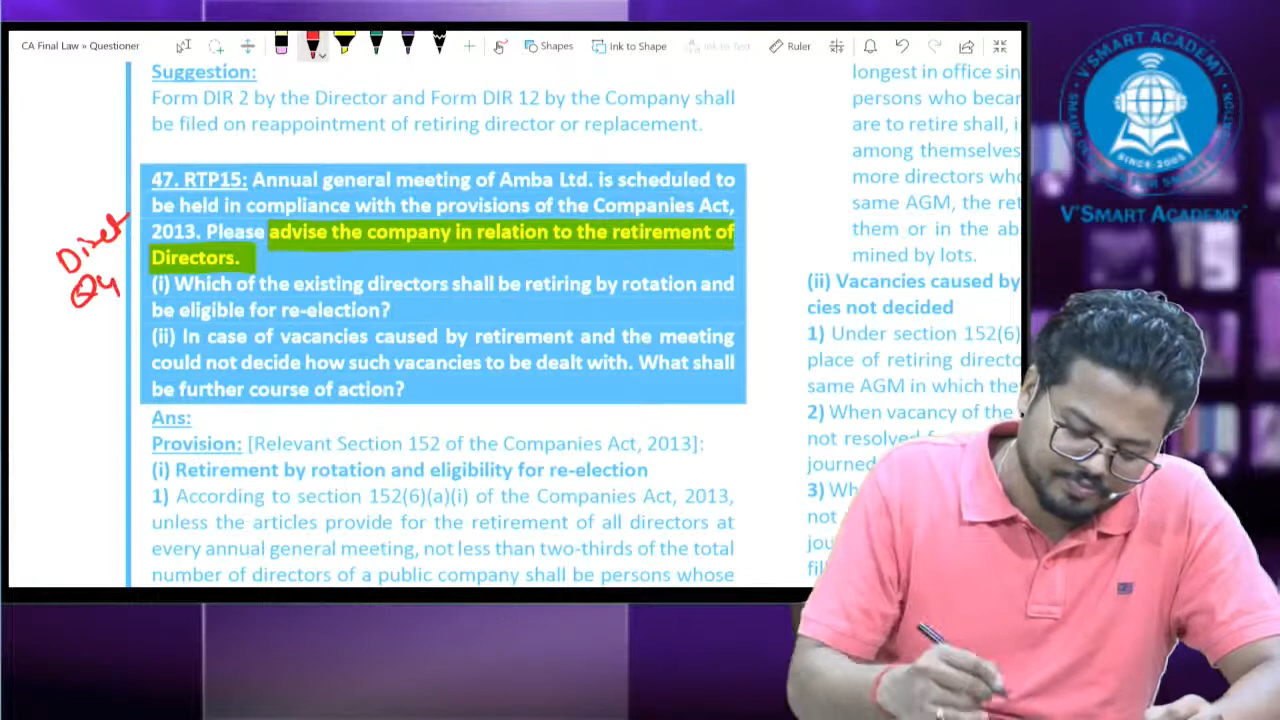 CA Final Law » Questioner
Shapes
Ink to Shape
Ink to Text
Ruler
Suggestion:
Form DIR 2 by the Director and Form DIR 12 by the Company shall
be filed on reappointment of retiring director or replacement.
47. RTP15: Annual general meeting of Amba Ltd. is scheduled to
be held in compliance with the provisions of the Companies Act,
2013. Please advise the company in relation to the retirement of
Directors.
(i) Which of the existing directors shall be retiring by rotation and
be eligible for re-election?
(ii) In case of vacancies caused by retirement and the meeting
could not decide how such vacancies to be dealt with. What shall
be further course of action?
Q4
Ans:
Provision: [Relevant Section 152 of the Companies Act, 2013]:
(i) Retirement by rotation and eligibility for re-election
1) According to section 152(6)(a)(i) of the Companies Act, 2013,
unless the articles provide for the retirement of all directors at
every annual general meeting, not less than two-thirds of the total
number of directors of a public company shall be persons whose
longest in office sin
persons who becar
are to retire shall, i
among themselves
more directors who
same AGM, the ret
them or in the ab
mined by lots.
(ii) Vacancies caused by
cies not decided
1) Under section 152(6)
place of retiring directo
same AGM in which the
2) When vacancy of the
not resolved
journed
3) Wh
not
jou
fill
V'SMART ACADEMY
SINCE-2008
V'SMART ACADEMY